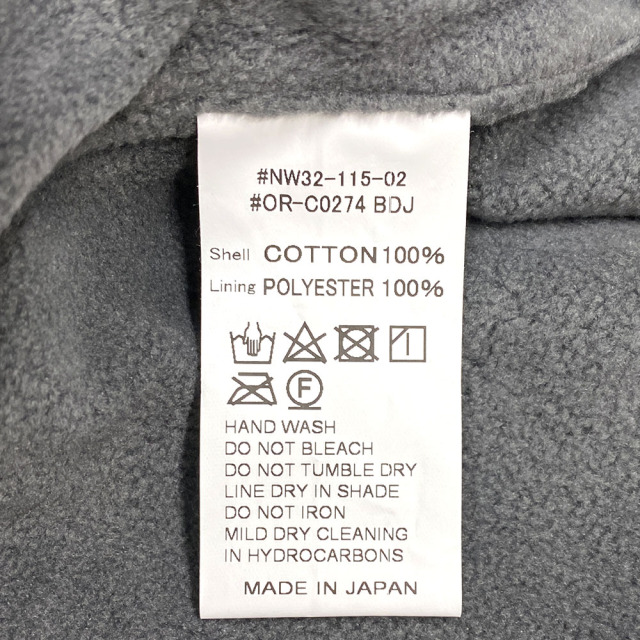 #NW32-115-02
#OR-C0274 BDJ
Shell COTTON 100%
Lining POLYESTER 100%
F
HAND WASH
DO NOT BLEACH
DO NOT TUMBLE DRY
LINE DRY IN SHADE
DO NOT IRON
MILD DRY CLEANING
IN HYDROCARBONS
MADE IN JAPAN